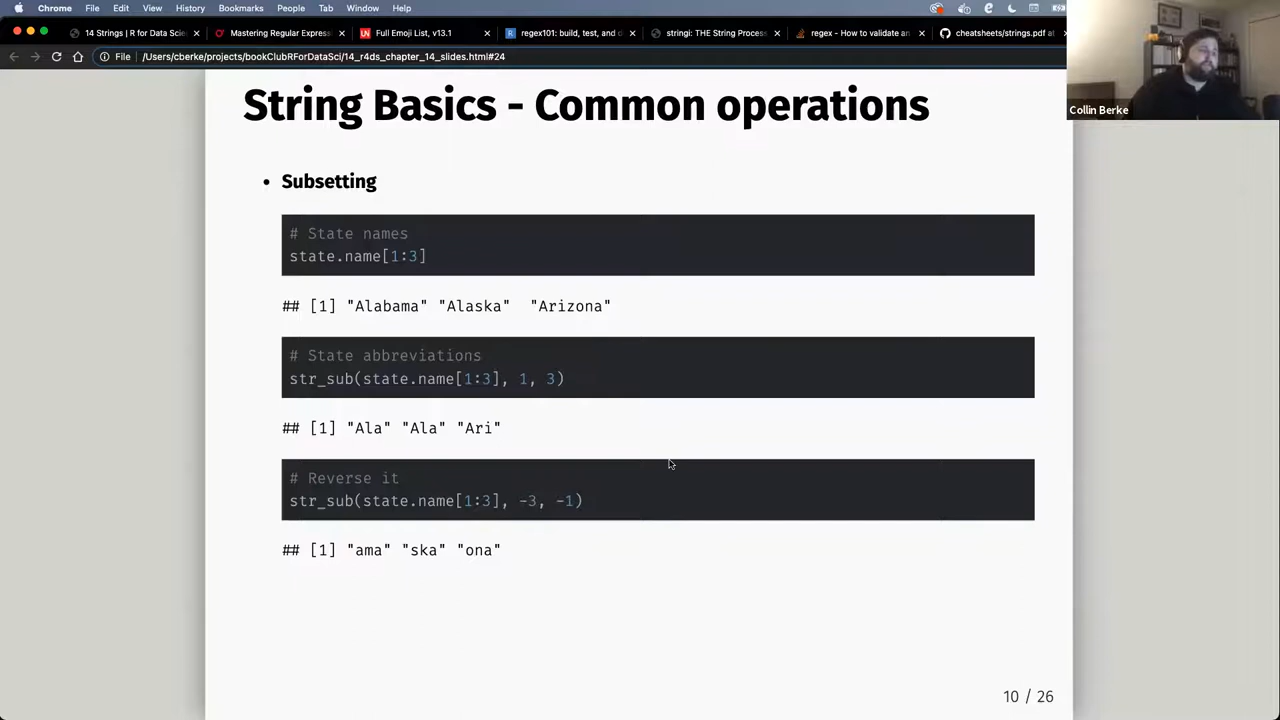 Chrome File Edit View History Bookmarks People Tab Window Help
14 Strings | R for Data Scien
Mastering Regular Express
Full Emoji List, v13.1
regex101: build, test, and d
stringi: THE String Process
regex - How to validate an
cheatsheets/strings.pdf at
File /Users/cberke/projects/bookClubRForDataSci/14_r4ds_chapter_14_slides.html#24
Collin Berke
String Basics - Common operations
• Subsetting
# State names
state.name[1:3]
## [1] "Alabama" "Alaska"  "Arizona"
# State abbreviations
str_sub(state.name[1:3], 1, 3)
## [1] "Ala" "Ala" "Ari"
# Reverse it
str_sub(state.name[1:3], -3, -1)
## [1] "ama" "ska" "ona"
10 / 26